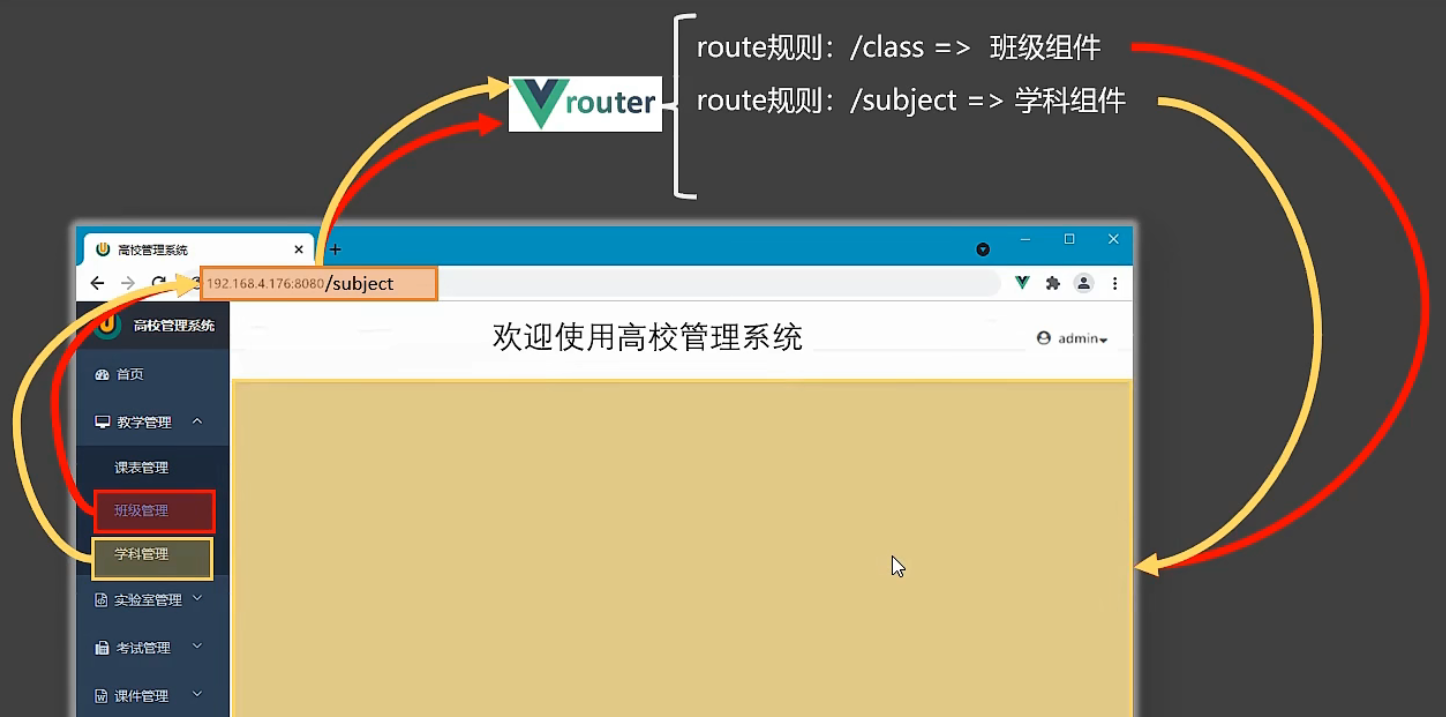 route规则：/class => 班级组件
route规则：/subject => 学科组件
router
高校管理系统
192.168.4.176:8080/subject
高校管理系统
欢迎使用高校管理系统
admin
首页
教学管理
课表管理
班级管理
学科管理
实验室管理
考试管理
课件管理